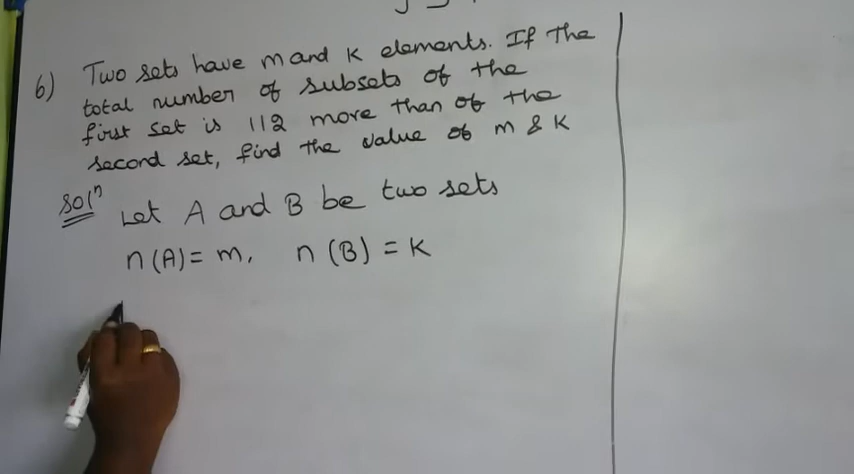 6) Two sets have m and K elements. If the
total number of subsets of the
first set is 112 more than of the
second set, find the value of m & K
Solⁿ Let A and B be two sets
n(A) = m, n(B) = K